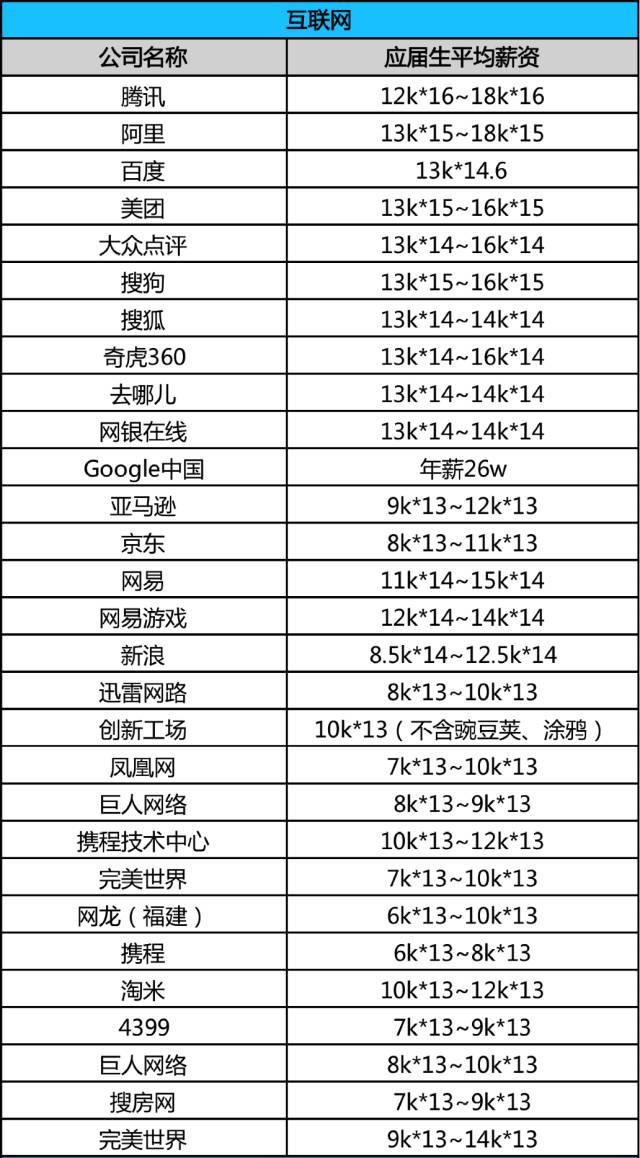 互联网
公司名称 应届生平均薪资
腾讯 12k*16~18k*16
阿里 13k*15~18k*15
百度 13k*14.6
美团 13k*15~16k*15
大众点评 13k*14~16k*14
搜狗 13k*15~16k*15
搜狐 13k*14~14k*14
奇虎360 13k*14~16k*14
去哪儿 13k*14~14k*14
网银在线 13k*14~14k*14
Google中国 年薪26w
亚马逊 9k*13~12k*13
京东 8k*13~11k*13
网易 11k*14~15k*14
网易游戏 12k*14~14k*14
新浪 8.5k*14~12.5k*14
迅雷网路 8k*13~10k*13
创新工场 10k*13（不含豌豆荚、涂鸦）
凤凰网 7k*13~10k*13
巨人网络 8k*13~9k*13
携程技术中心 10k*13~12k*13
完美世界 7k*13~10k*13
网龙（福建） 6k*13~10k*13
携程 6k*13~8k*13
淘米 10k*13~12k*13
4399 7k*13~9k*13
巨人网络 8k*13~10k*13
搜房网 7k*13~9k*13
完美世界 9k*13~14k*13